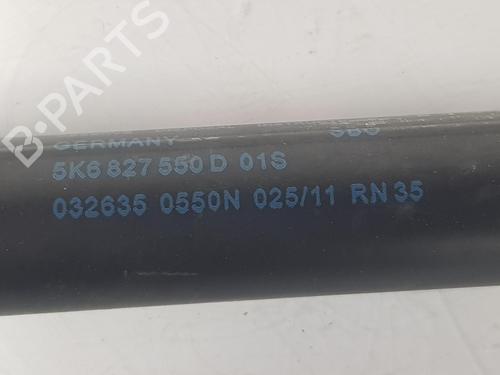 B-PARTS
GERMANY
5K6 827 550 D 01S
032635 0550N 025/11 RN 35